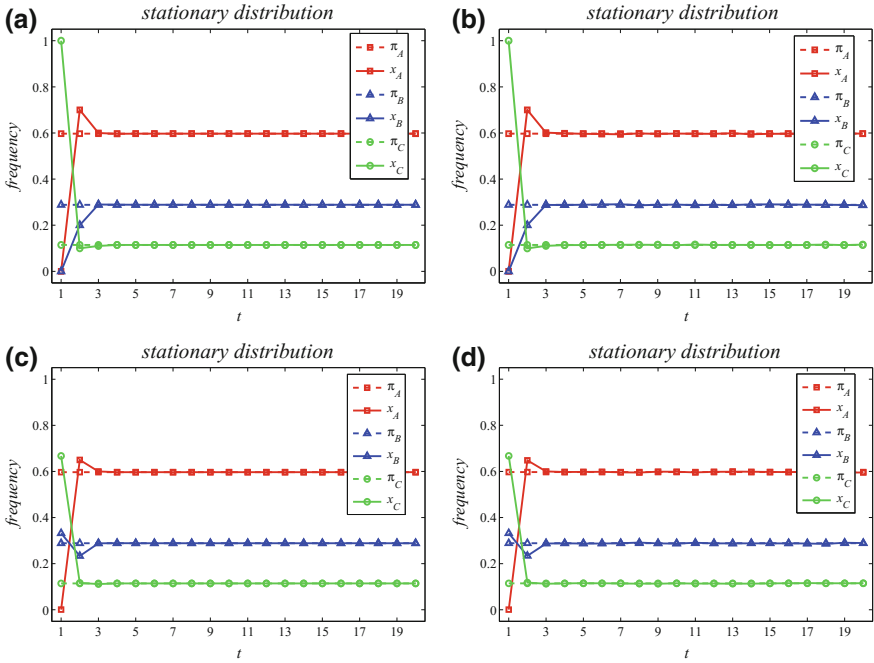 (a)
stationary distribution
frequency
1
0.8
0.6
0.4
0.2
0
1 3 5 7 9 11 13 15 17 19
t
π_A
x_A
π_B
x_B
π_C
x_C
(b)
stationary distribution
frequency
1
0.8
0.6
0.4
0.2
0
1 3 5 7 9 11 13 15 17 19
t
π_A
x_A
π_B
x_B
π_C
x_C
(c)
stationary distribution
frequency
1
0.8
0.6
0.4
0.2
0
1 3 5 7 9 11 13 15 17 19
t
π_A
x_A
π_B
x_B
π_C
x_C
(d)
stationary distribution
frequency
1
0.8
0.6
0.4
0.2
0
1 3 5 7 9 11 13 15 17 19
t
π_A
x_A
π_B
x_B
π_C
x_C